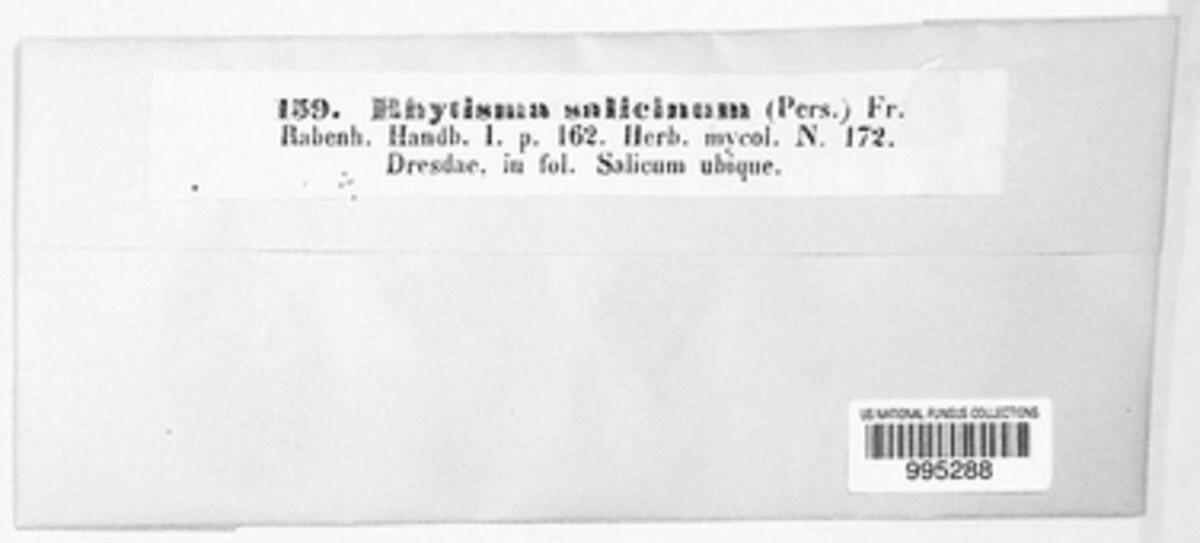 159. Rhytisma salicinum (Pers.) Fr.
Rabenh. Handb. I. p. 162. Herb. mycol. N. 172.
Dresdae, in fol. Salicum ubique.
US NATIONAL FUNGUS COLLECTIONS
995288